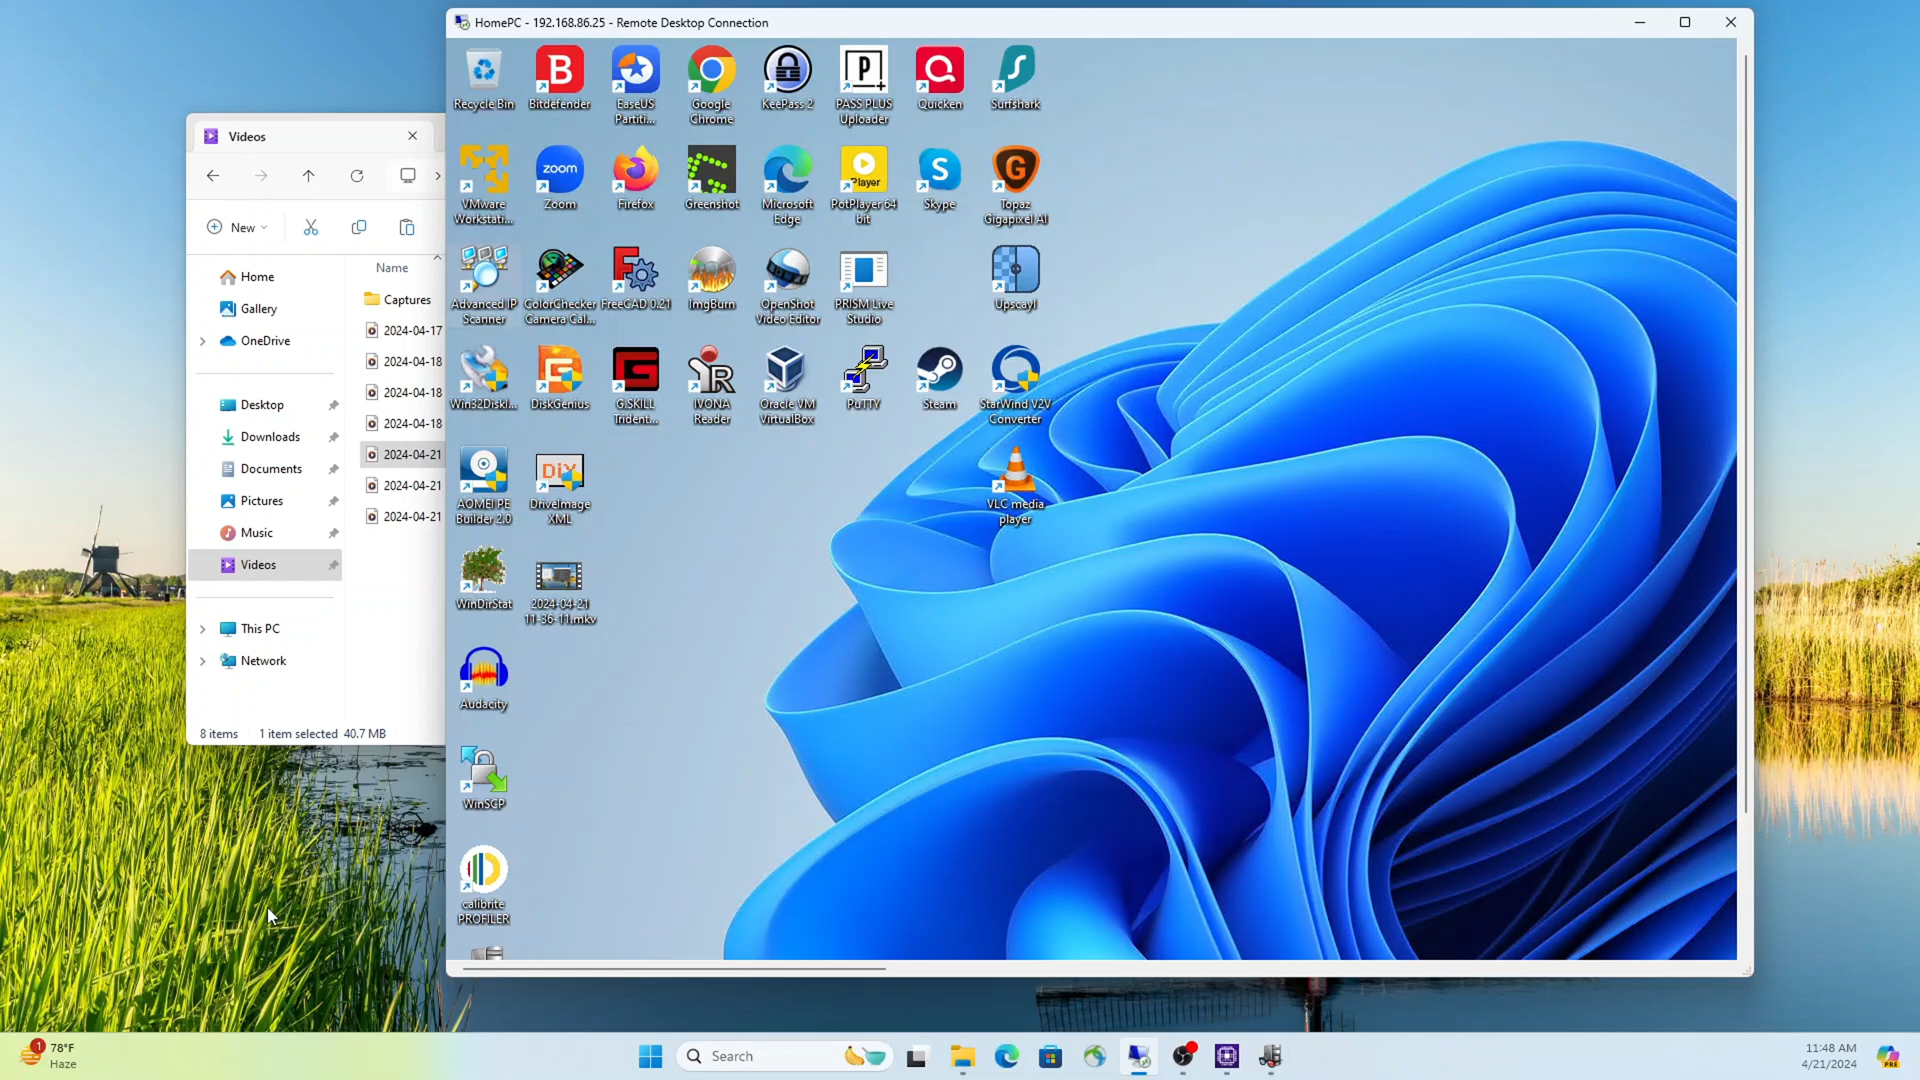 HomePC - 192.168.86.25 - Remote Desktop Connection
Recycle Bin
Bitdefender
EaseUS
Partiti...
Google
Chrome
KeePass 2
PASS PLUS
Uploader
Quicken
Surfshark
VMware
Workstati...
zoom
Zoom
Firefox
Greenshot
Microsoft
Edge
Player
PotPlayer 64
bit
Skype
Topaz
Gigapixel AI
Advanced IP
Scanner
ColorChecker
Camera Cal...
FreeCAD 0.21
ImgBurn
OpenShot
Video Editor
PRISM Live
Studio
Upscayl
Win32DiskI...
DiskGenius
G.SKILL
Trident...
IVONA
Reader
Oracle VM
VirtualBox
PuTTY
Steam
StarWind V2V
Converter
AOMEI PE
Builder 2.0
DiX
DriveImage
XML
VLC media
player
WinDirStat
2024-04-21
11-36-11.mkv
Audacity
WinSCP
calibrite
PROFILER
Videos
New
Name
Home
Gallery
OneDrive
Desktop
Downloads
Documents
Pictures
Music
Videos
This PC
Network
Captures
2024-04-17
2024-04-18
2024-04-18
2024-04-18
2024-04-21
2024-04-21
2024-04-21
8 items 1 item selected 40.7 MB
1
78°F
Haze
Search
11:48 AM
4/21/2024
PRE